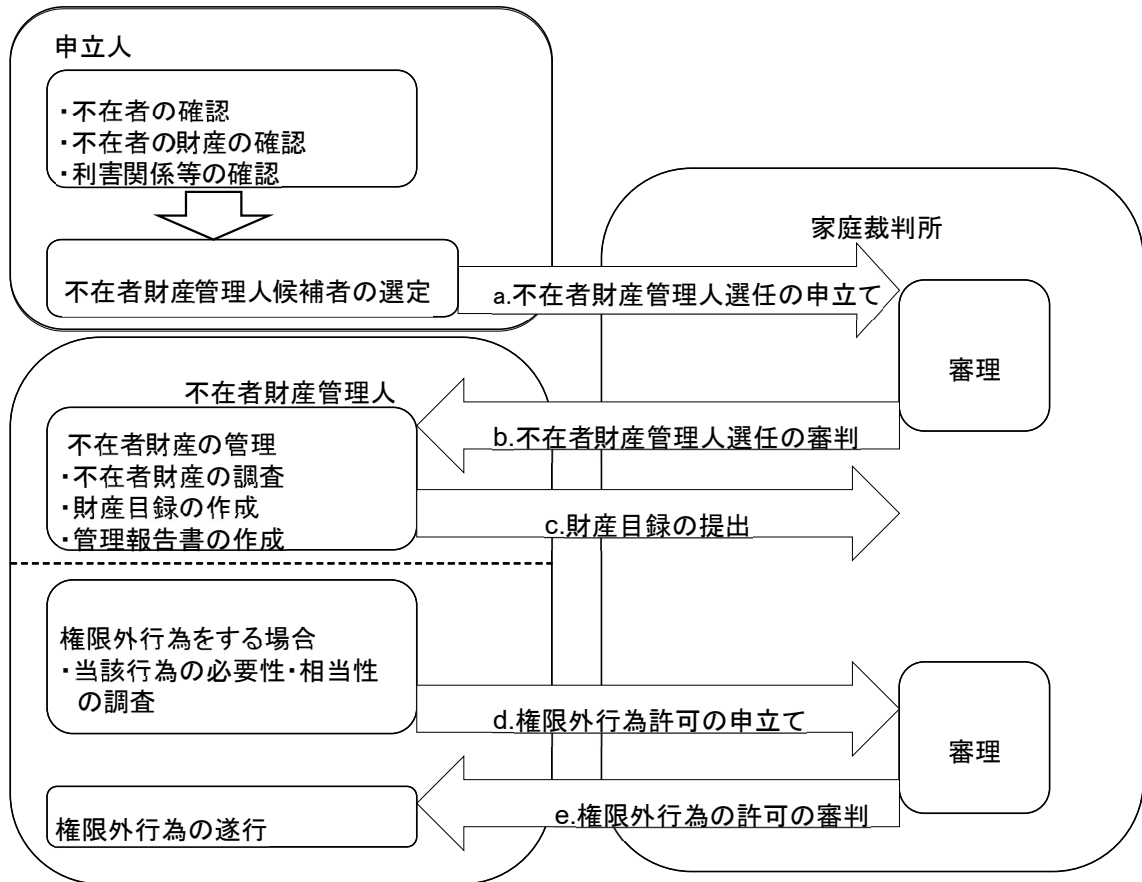 申立人
・不在者の確認
・不在者の財産の確認
・利害関係等の確認
不在者財産管理人候補者の選定
家庭裁判所
a.不在者財産管理人選任の申立て
審理
不在者財産管理人
b.不在者財産管理人選任の審判
不在者財産の管理
・不在者財産の調査
・財産目録の作成
・管理報告書の作成
c.財産目録の提出
権限外行為をする場合
・当該行為の必要性・相当性
の調査
d.権限外行為許可の申立て
審理
e.権限外行為の許可の審判
権限外行為の遂行